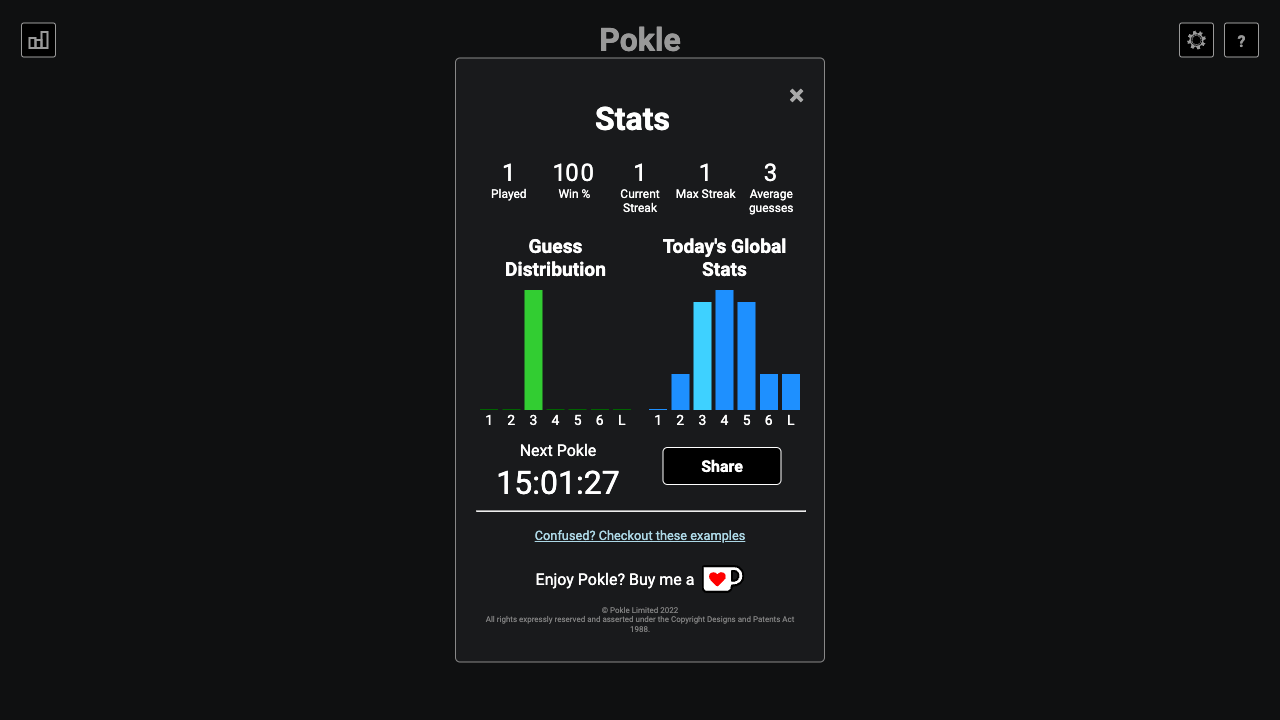 Pokle
?
Stats
1 100 1 1 3
Played Win % Current Streak Max Streak Average guesses
Guess Distribution
Today's Global Stats
1 2 3 4 5 6 L
1 2 3 4 5 6 L
Next Pokle
15:01:27
Share
Confused? Checkout these examples
Enjoy Pokle? Buy me a
© Pokle Limited 2022
All rights expressly reserved and asserted under the Copyright Designs and Patents Act
1988.